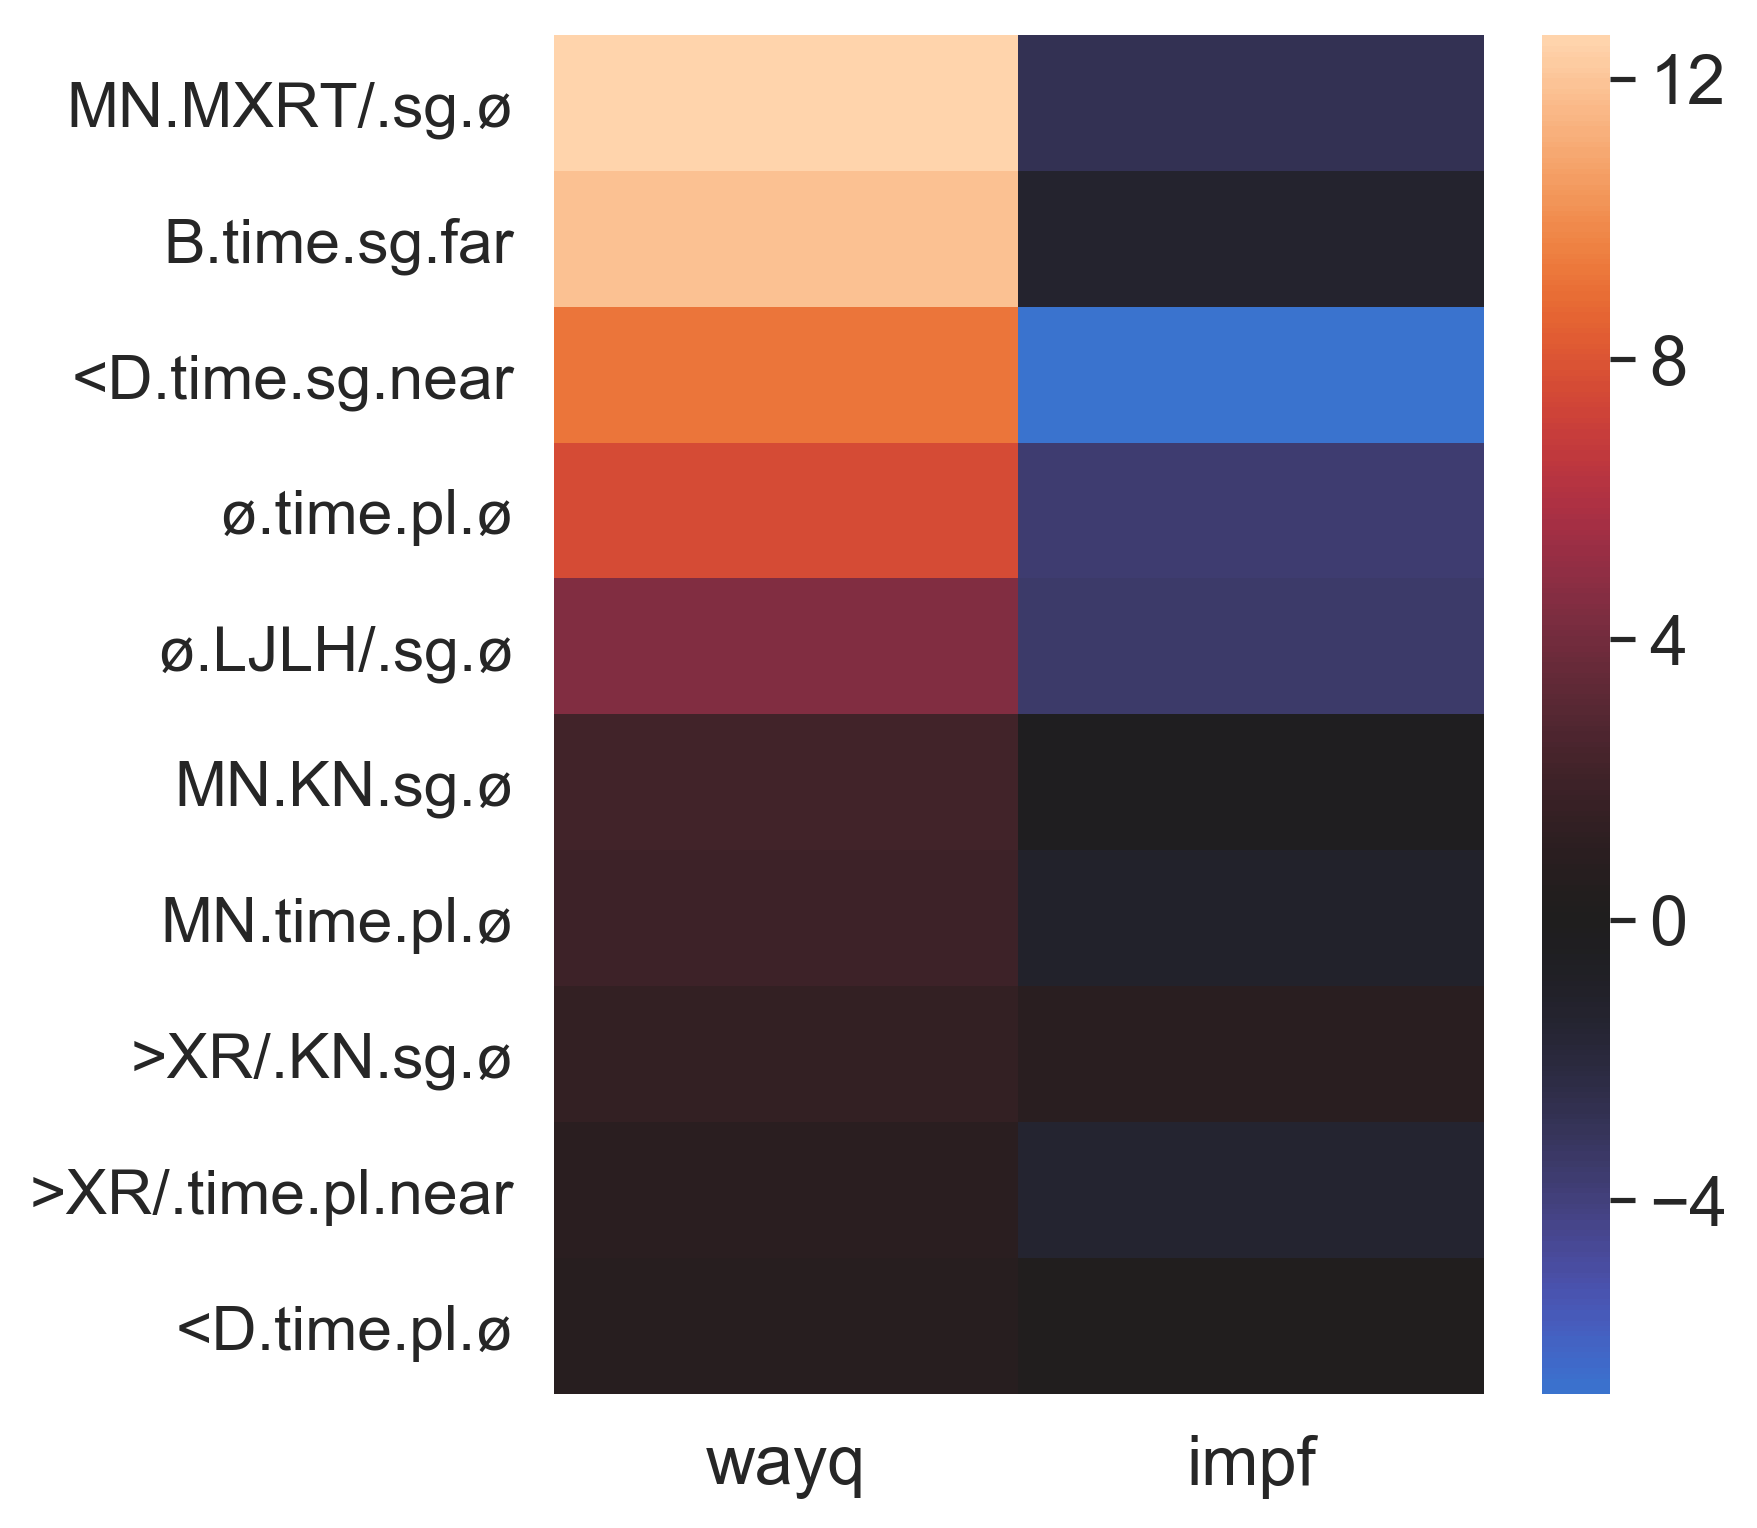 MN.MXRT/.sg.ø
B.time.sg.far
<D.time.sg.near
ø.time.pl.ø
ø.LJLH/.sg.ø
MN.KN.sg.ø
MN.time.pl.ø
>XR/.KN.sg.ø
>XR/.time.pl.near
<D.time.pl.ø
wayq impf
12
8
4
0
−4